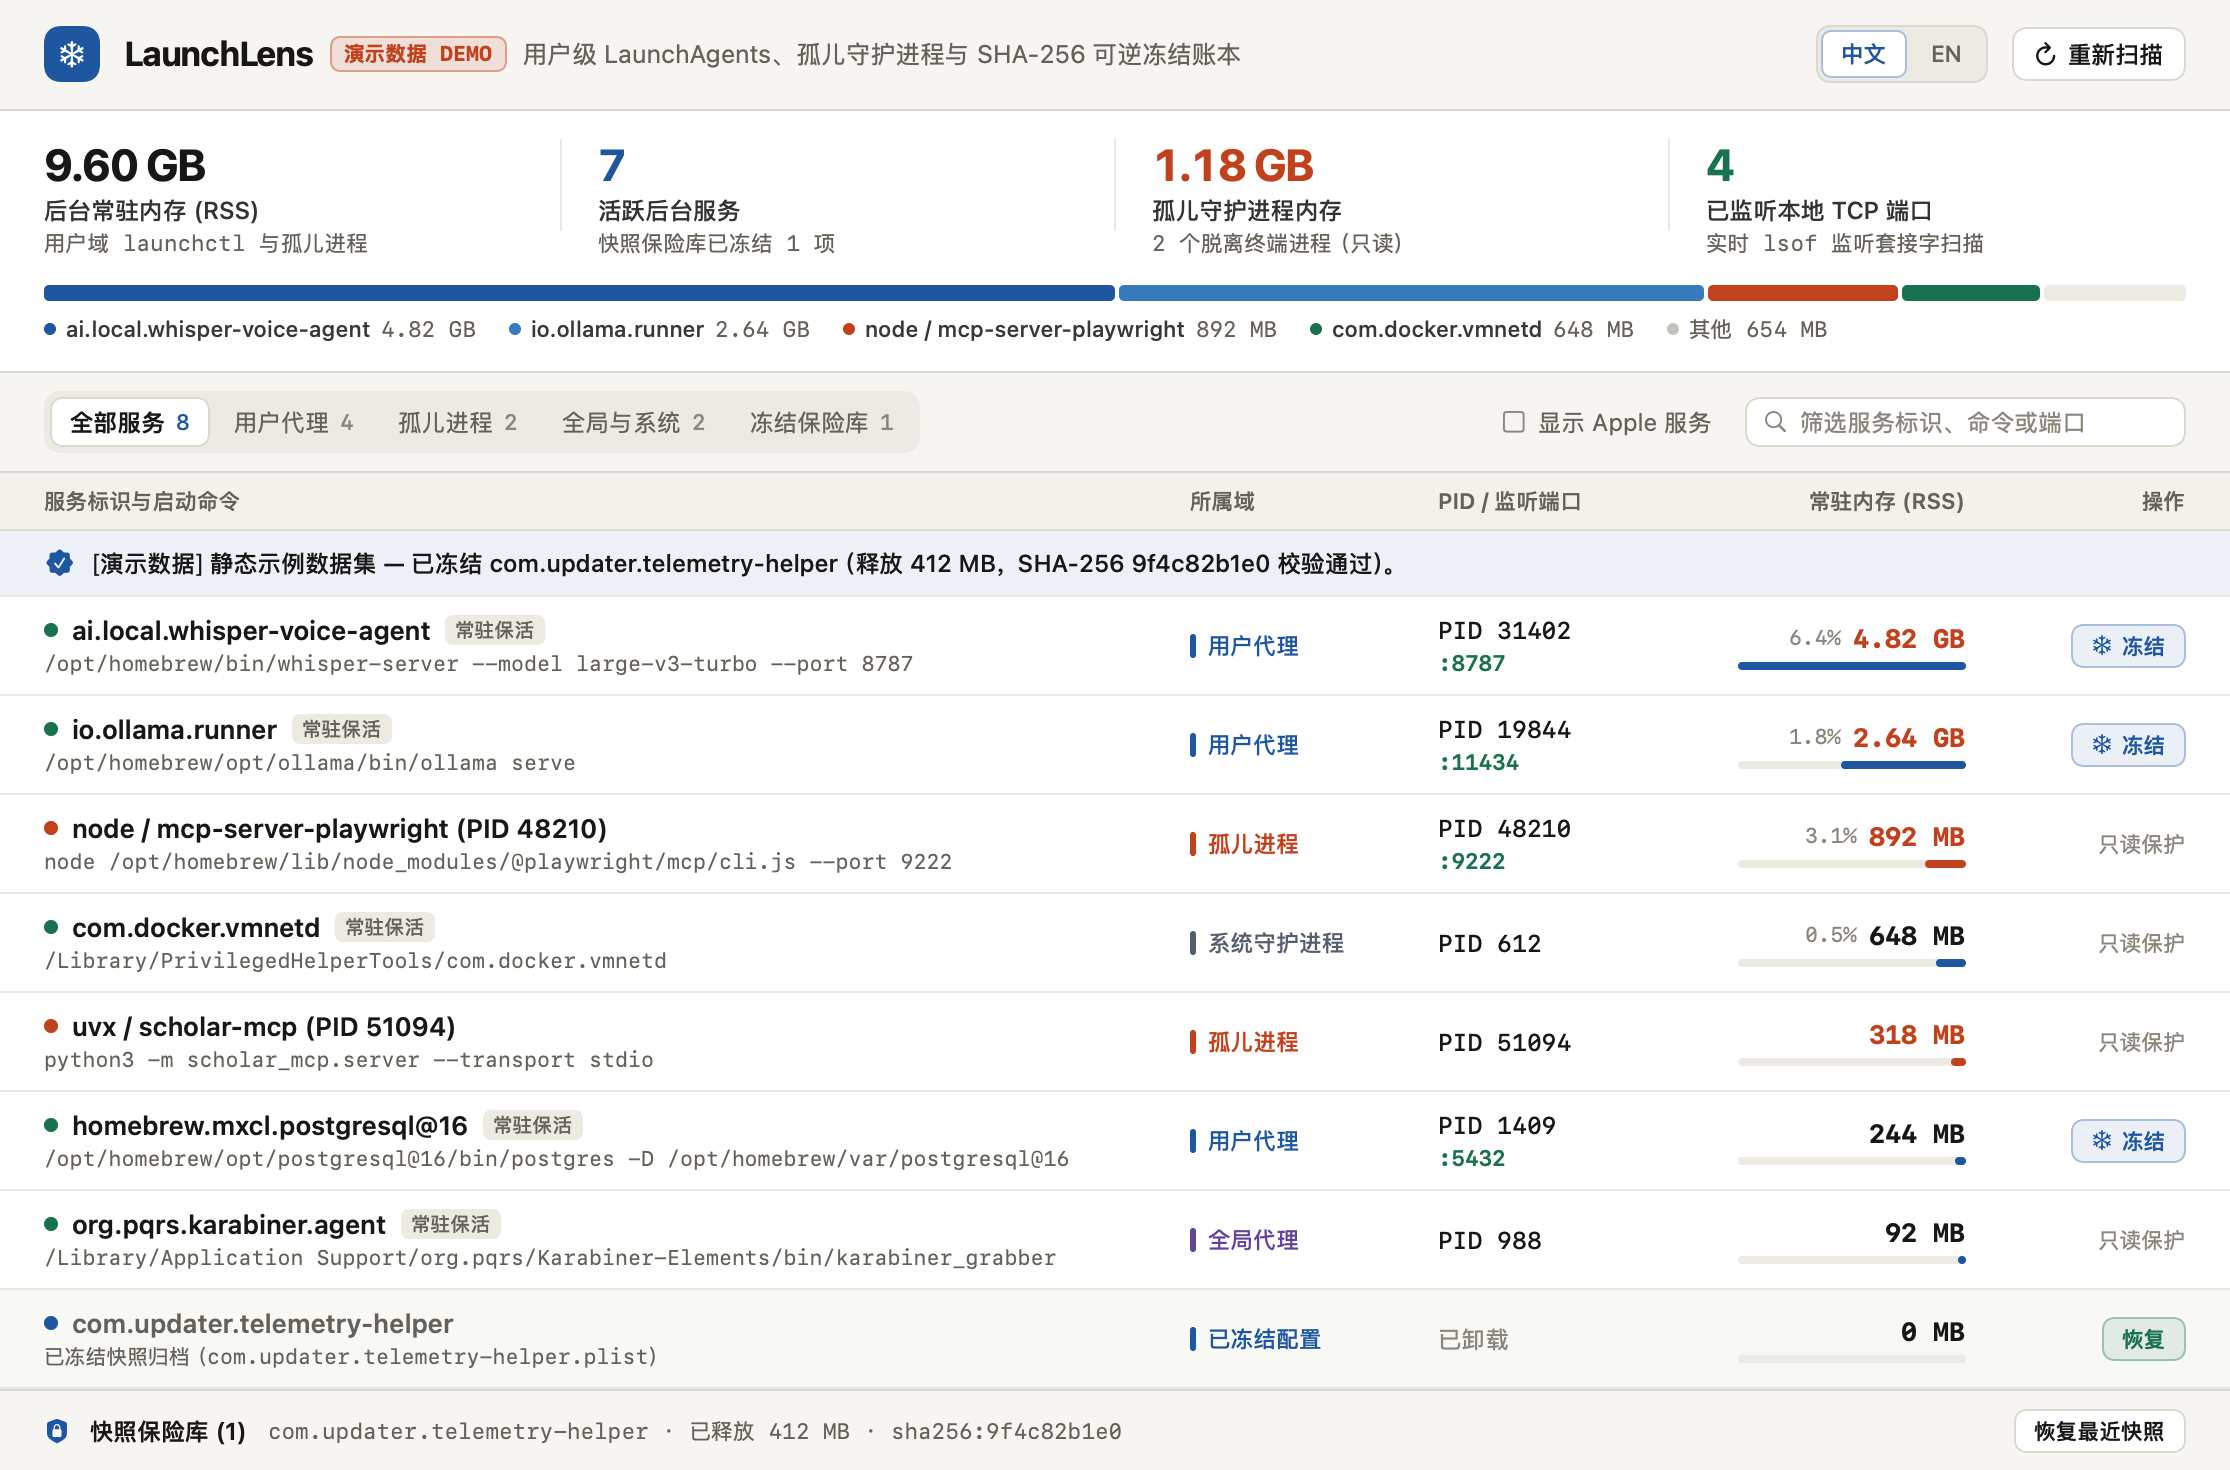 LaunchLens 演示数据 DEMO 用户级 LaunchAgents、孤儿守护进程与 SHA-256 可逆冻结账本 中文 EN 重新扫描
9.60 GB 7 1.18 GB 4
后台常驻内存 (RSS) 活跃后台服务 孤儿守护进程内存 已监听本地 TCP 端口
用户域 launchctl 与孤儿进程 快照保险库已冻结 1 项 2 个脱离终端进程 (只读) 实时 lsof 监听套接字扫描
ai.local.whisper-voice-agent 4.82 GB io.ollama.runner 2.64 GB node / mcp-server-playwright 892 MB com.docker.vmnetd 648 MB 其他 654 MB
全部服务 8 用户代理 4 孤儿进程 2 全局与系统 2 冻结保险库 1 显示 Apple 服务 筛选服务标识、命令或端口
服务标识与启动命令 所属域 PID / 监听端口 常驻内存 (RSS) 操作
[演示数据] 静态示例数据集 — 已冻结 com.updater.telemetry-helper (释放 412 MB，SHA-256 9f4c82b1e0 校验通过)。
ai.local.whisper-voice-agent 常驻保活 用户代理 PID 31402 6.4% 4.82 GB 冻结
/opt/homebrew/bin/whisper-server --model large-v3-turbo --port 8787 :8787
io.ollama.runner 常驻保活 用户代理 PID 19844 1.8% 2.64 GB 冻结
/opt/homebrew/opt/ollama/bin/ollama serve :11434
node / mcp-server-playwright (PID 48210) 孤儿进程 PID 48210 3.1% 892 MB 只读保护
node /opt/homebrew/lib/node_modules/@playwright/mcp/cli.js --port 9222 :9222
com.docker.vmnetd 常驻保活 系统守护进程 PID 612 0.5% 648 MB 只读保护
/Library/PrivilegedHelperTools/com.docker.vmnetd
uvx / scholar-mcp (PID 51094) 孤儿进程 PID 51094 318 MB 只读保护
python3 -m scholar_mcp.server --transport stdio
homebrew.mxcl.postgresql@16 常驻保活 用户代理 PID 1409 244 MB 冻结
/opt/homebrew/opt/postgresql@16/bin/postgres -D /opt/homebrew/var/postgresql@16 :5432
org.pqrs.karabiner.agent 常驻保活 全局代理 PID 988 92 MB 只读保护
/Library/Application Support/org.pqrs/Karabiner-Elements/bin/karabiner_grabber
com.updater.telemetry-helper 已冻结配置 已卸载 0 MB 恢复
已冻结快照归档 (com.updater.telemetry-helper.plist)
快照保险库 (1) com.updater.telemetry-helper · 已释放 412 MB · sha256:9f4c82b1e0 恢复最近快照